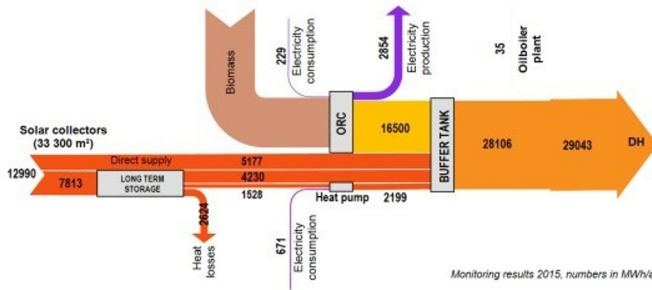 229
Electricity
consumption
2854
Electricity
production
35
Oilboiler
plant
Biomass
ORC
16500
BUFFER TANK
28106
29043
DH
Solar collectors
(33 300 m²)
Direct supply
5177
12990
7813
LONG TERM
STORAGE
4230
1528
Heat pump
2199
2624
Heat
losses
671
Electricity
consumption
Monitoring results 2015, numbers in MWh/a